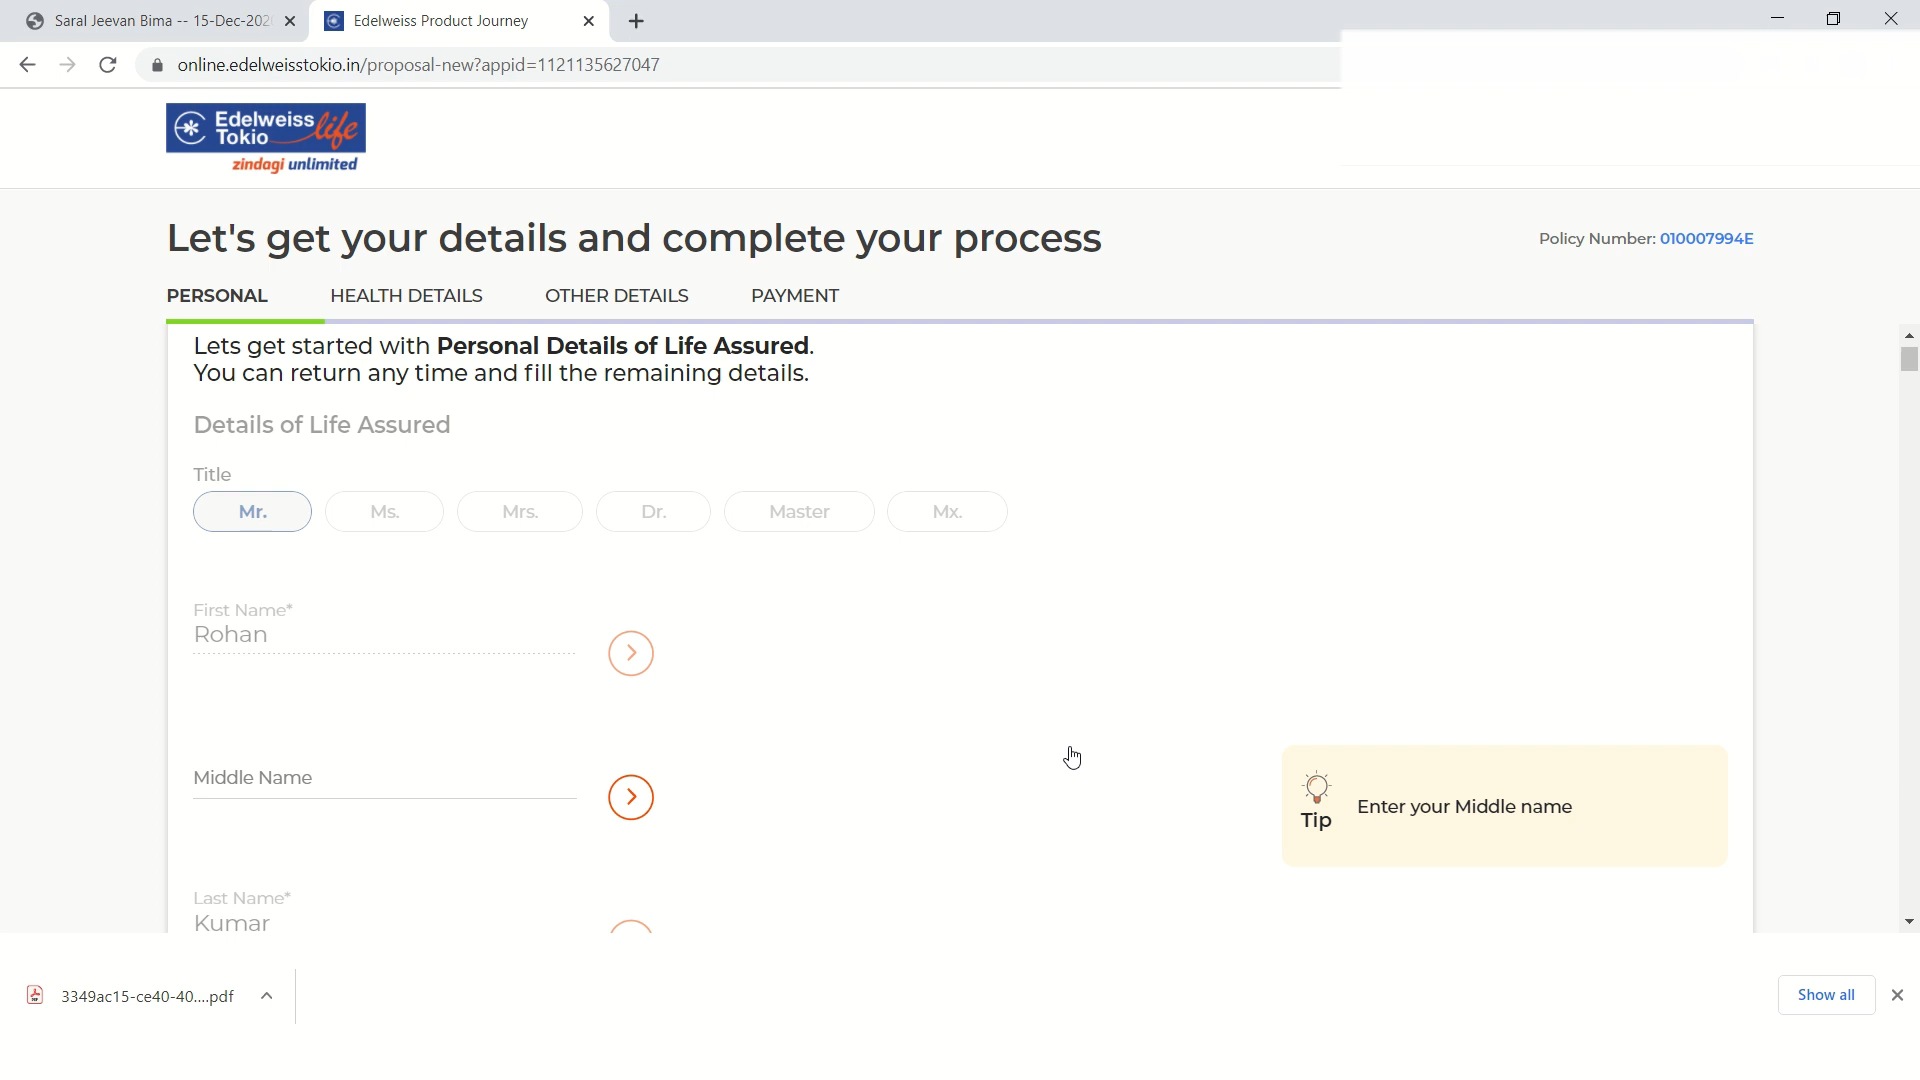 Saral Jeevan Bima -- 15-Dec-202
Edelweiss Product Journey
online.edelweisstokio.in/proposal-new?appid=1121135627047
Edelweiss
Tokio
life
zindagi unlimited
Let's get your details and complete your process
Policy Number: 010007994E
PERSONAL HEALTH DETAILS OTHER DETAILS PAYMENT
Lets get started with Personal Details of Life Assured.
You can return any time and fill the remaining details.
Details of Life Assured
Title
Mr. Ms. Mrs. Dr. Master Mx.
First Name*
Rohan
Middle Name
Tip
Enter your Middle name
Last Name*
Kumar
3349ac15-ce40-40....pdf
Show all